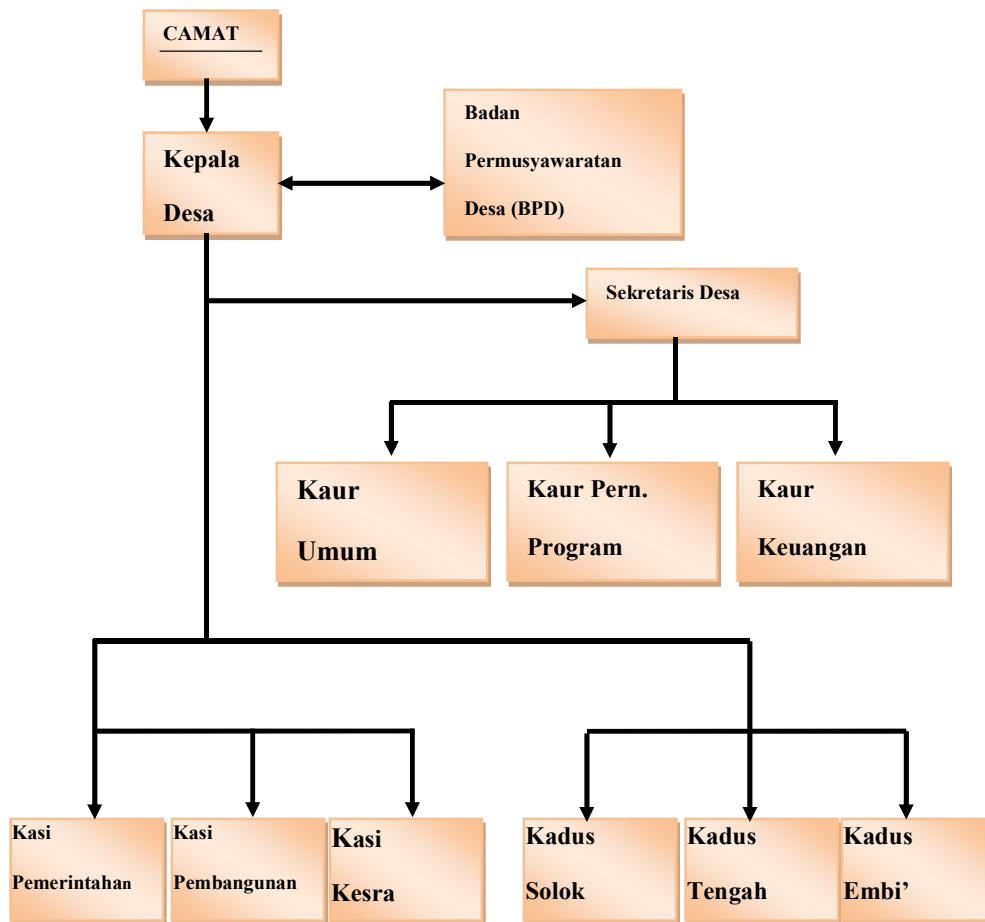 CAMAT
Kepala
Desa
Badan
Permusyawaratan
Desa (BPD)
Sekretaris Desa
Kaur
Umum
Kaur Pern.
Program
Kaur
Keuangan
Kasi
Pemerintahan
Kasi
Pembangunan
Kasi
Kesra
Kadus
Solok
Kadus
Tengah
Kadus
Embi’